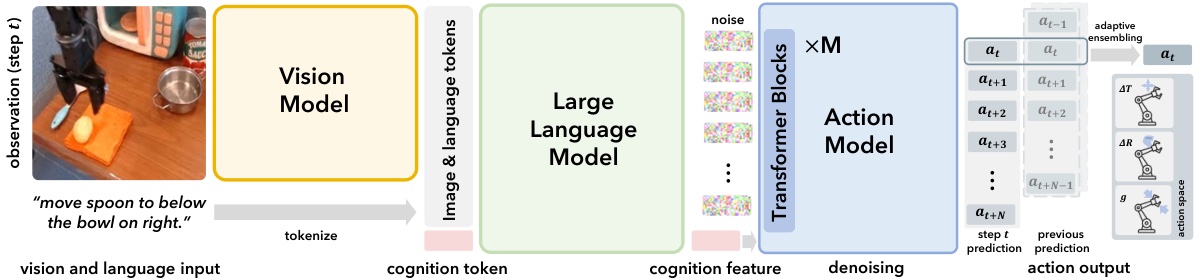 observation (step t)
TOMATO
SAUCE
"move spoon to below
the bowl on right."
vision and language input
Vision
Model
tokenize
Image & language tokens
cognition token
Large
Language
Model
noise
⋮
cognition feature
Transformer Blocks
×M
Action
Model
denoising
a_t
a_{t+1}
a_{t+2}
a_{t+3}
⋮
a_{t+N}
step t
prediction
a_{t−1}
a_t
a_{t+1}
a_{t+2}
⋮
a_{t+N−1}
previous
prediction
adaptive
ensembling
a_t
ΔT
ΔR
g
action space
action output